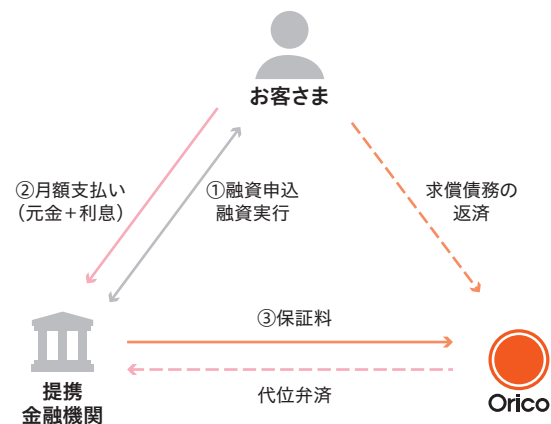 お客さま
②月額支払い
(元金+利息)
①融資申込
融資実行
求償債務の
返済
③保証料
代位弁済
提携
金融機関
Orico